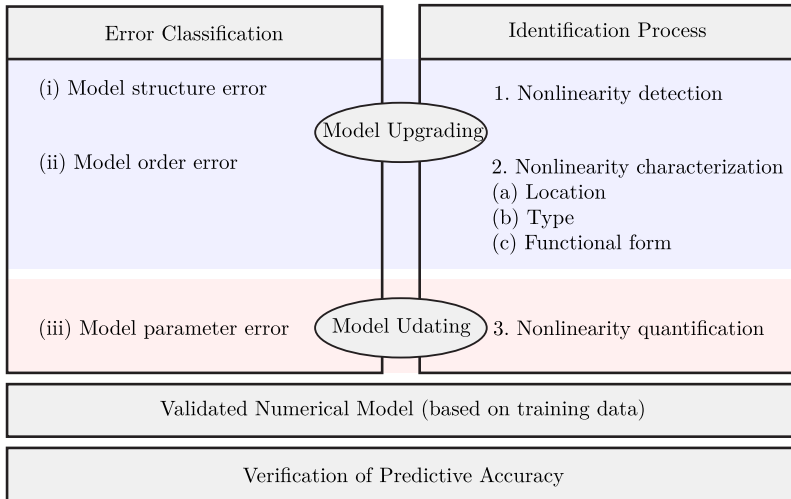 Error Classification
Identification Process
(i) Model structure error
1. Nonlinearity detection
Model Upgrading
(ii) Model order error
2. Nonlinearity characterization
(a) Location
(b) Type
(c) Functional form
(iii) Model parameter error
Model Udating
3. Nonlinearity quantification
Validated Numerical Model (based on training data)
Verification of Predictive Accuracy